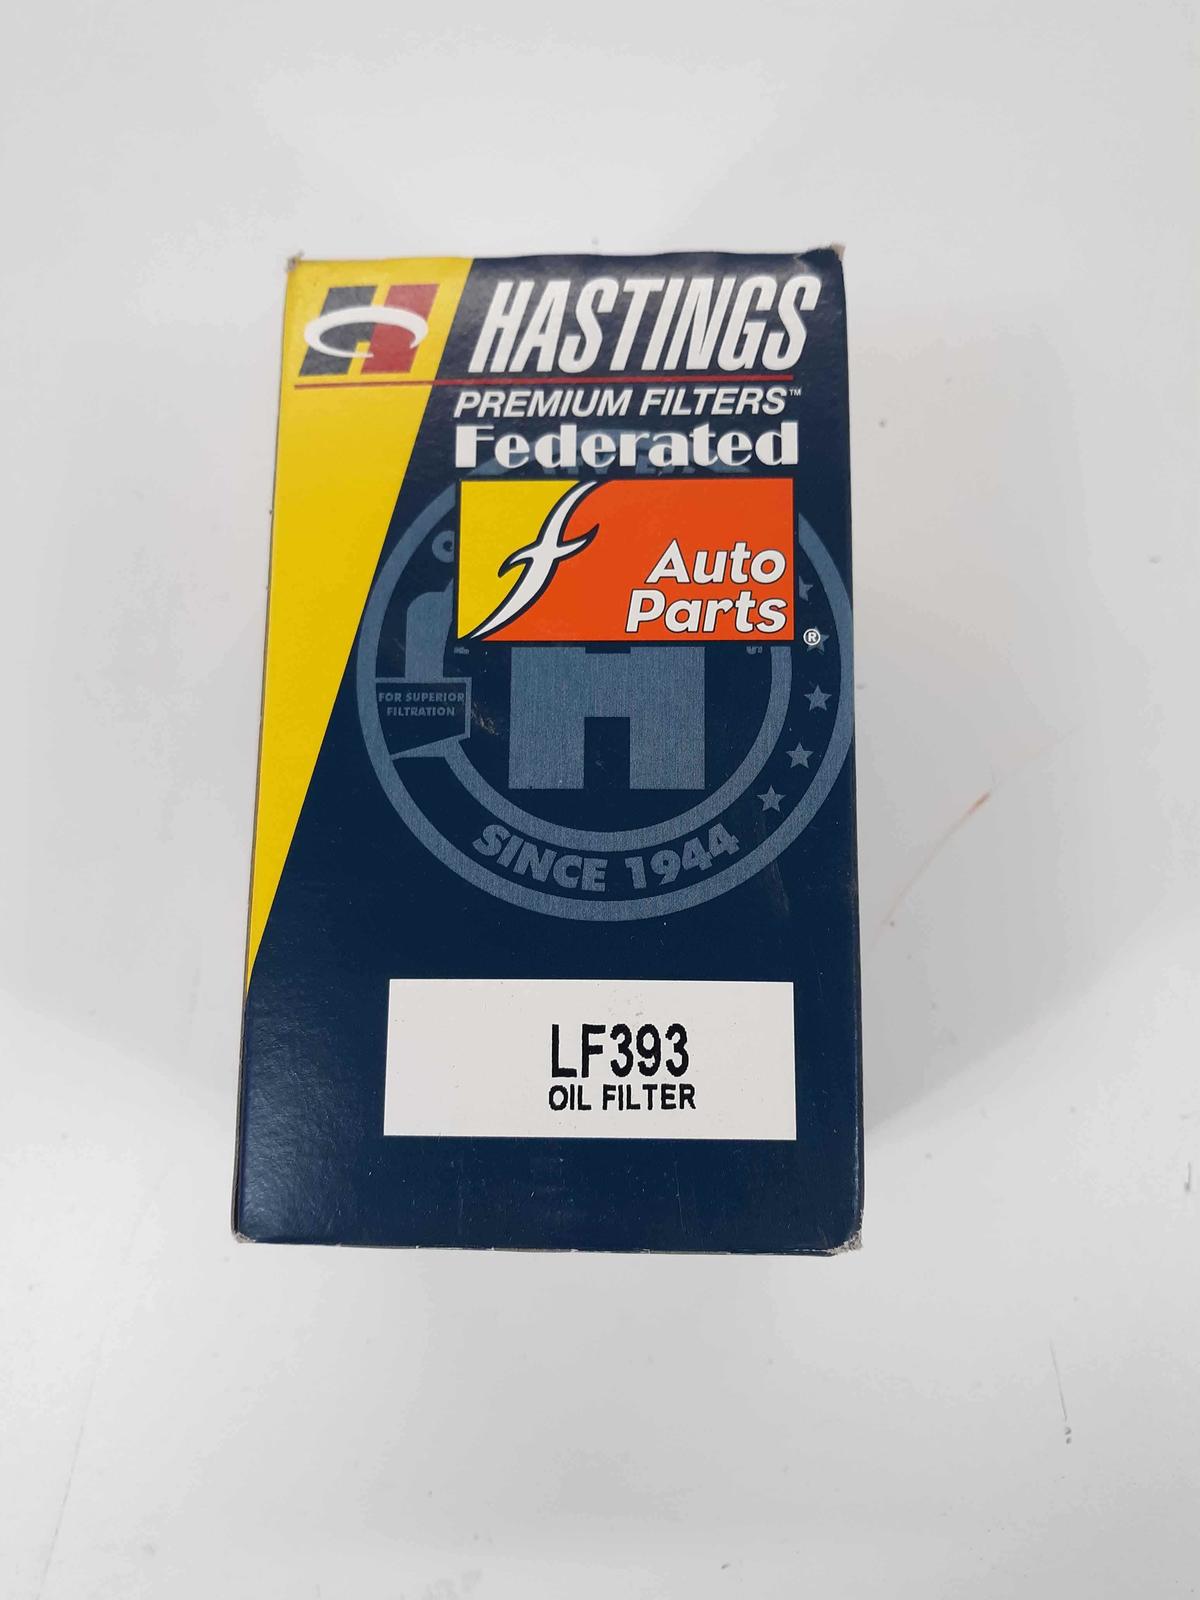 H
HASTINGS
PREMIUM FILTERS™
Federated
f
Auto
Parts®
FOR SUPERIOR
FILTRATION
H
SINCE 1944
LF393
OIL FILTER